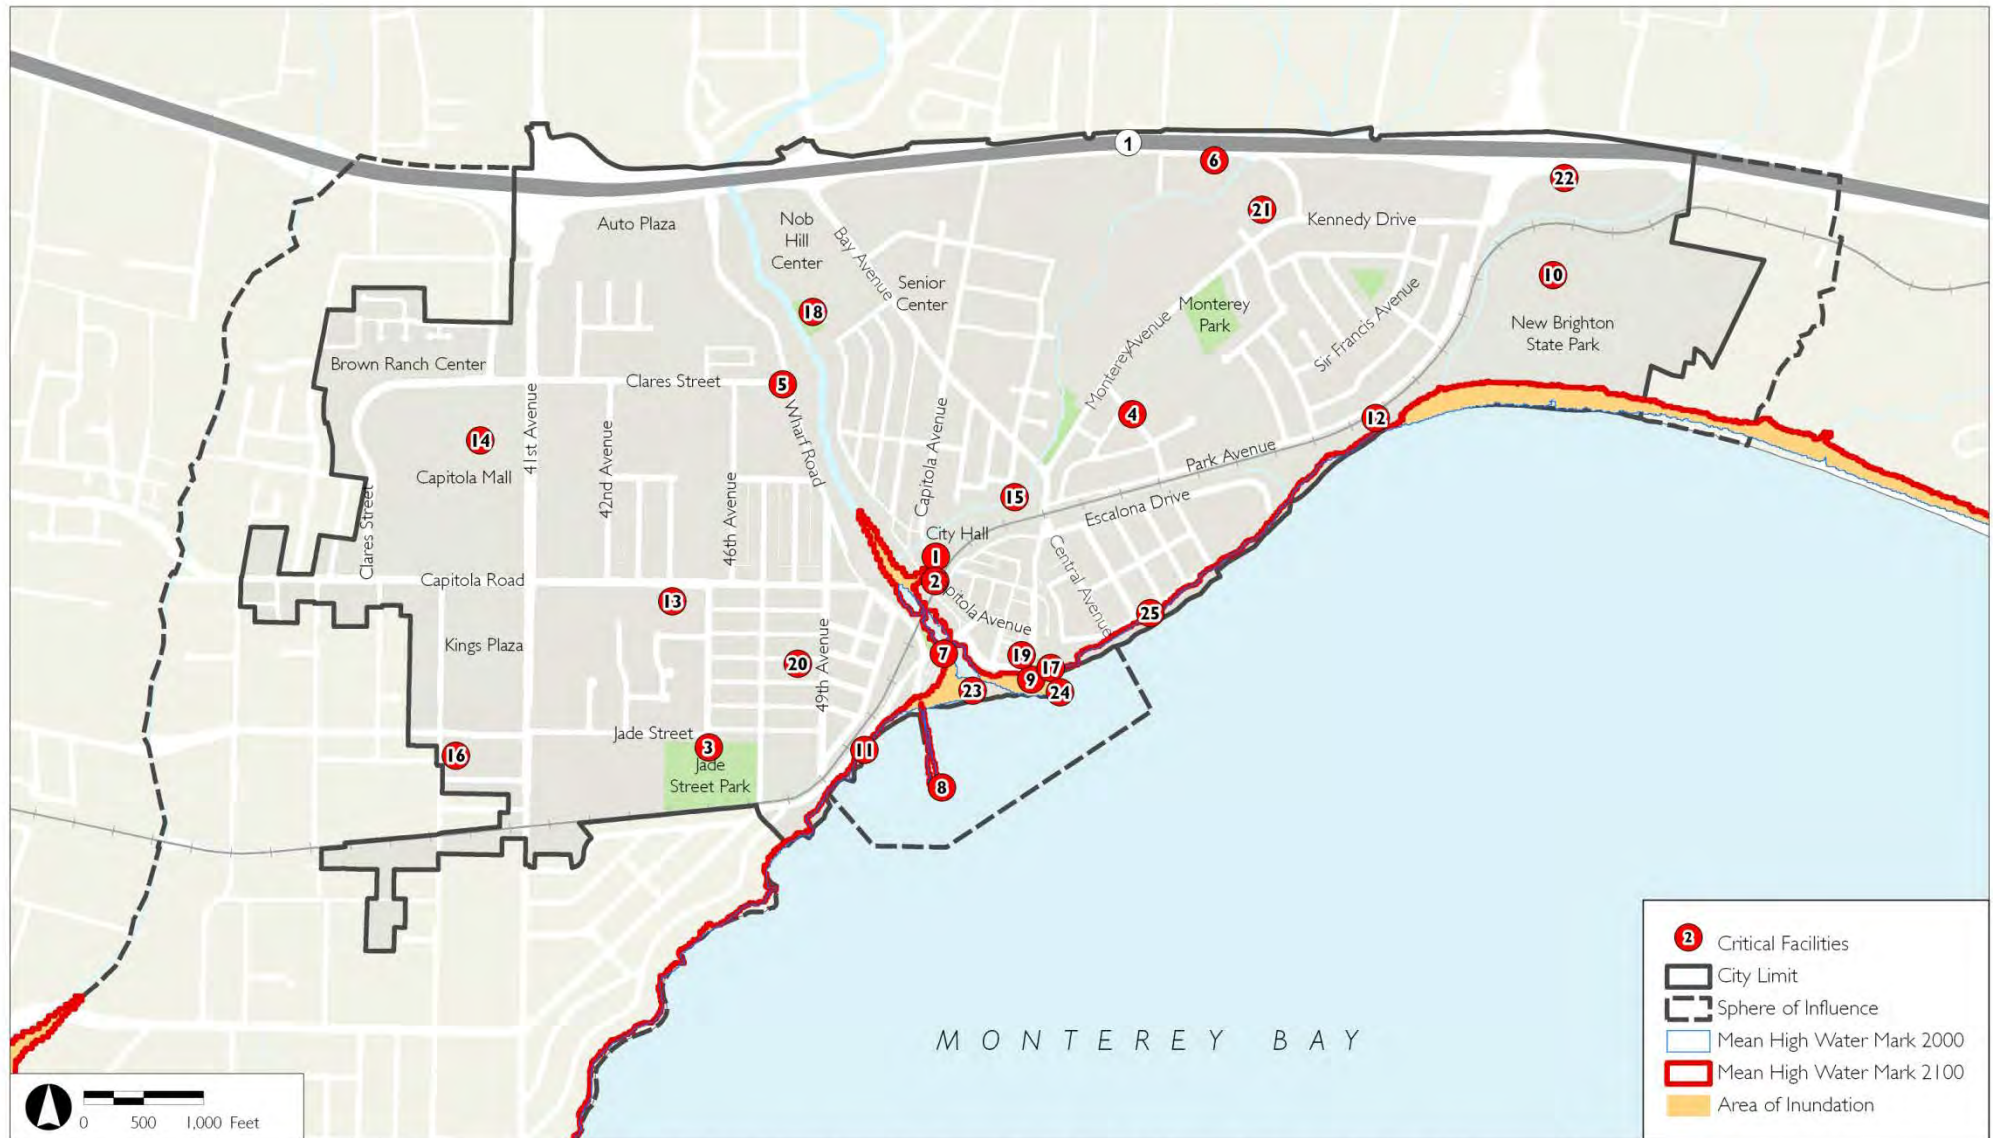 1
6
22
21
Auto Plaza
Nob
Hill
Center
Bay Avenue
Kennedy Drive
10
Senior
Center
18
Monterey
Park
Sir Francis Avenue
New Brighton
State Park
Monterey Avenue
Brown Ranch Center
Clares Street
5
4
12
41st Avenue
42nd Avenue
Wharf Road
Capitola Avenue
14
Capitola Mall
Park Avenue
15
Escalona Drive
46th Avenue
Clares Street
City Hall
1
2
Central Avenue
Capitola Road
13
apitola Avenue
25
Kings Plaza
20
49th Avenue
7
19
17
9
23
24
Jade Street
3
Jade
Street Park
16
11
8
MONTEREY BAY
2 Critical Facilities
City Limit
Sphere of Influence
Mean High Water Mark 2000
Mean High Water Mark 2100
Area of Inundation
0 500 1,000 Feet